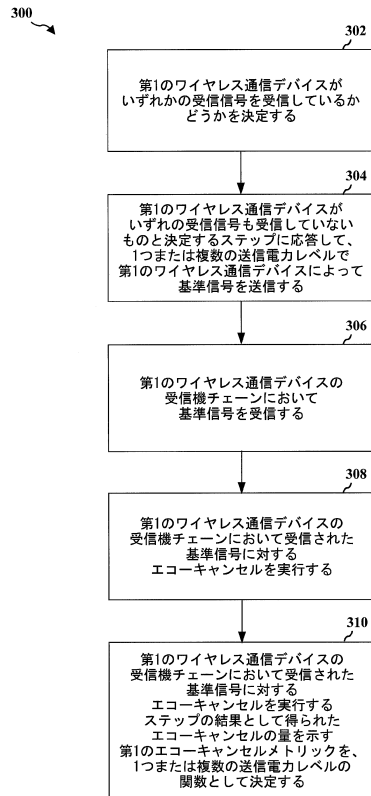 300
302
第1のワイヤレス通信デバイスが
いずれかの受信信号を受信しているか
どうかを決定する
304
第1のワイヤレス通信デバイスが
いずれの受信信号も受信していない
ものと決定するステップに応答して、
1つまたは複数の送信電力レベルで
第1のワイヤレス通信デバイスによって
基準信号を送信する
306
第1のワイヤレス通信デバイスの
受信機チェーンにおいて
基準信号を受信する
308
第1のワイヤレス通信デバイスの
受信機チェーンにおいて受信された
基準信号に対する
エコーキャンセルを実行する
310
第1のワイヤレス通信デバイスの
受信機チェーンにおいて受信された
基準信号に対する
エコーキャンセルを実行する
ステップの結果として得られた
エコーキャンセルの量を示す
第1のエコーキャンセルメトリックを、
1つまたは複数の送信電力レベルの
関数として決定する